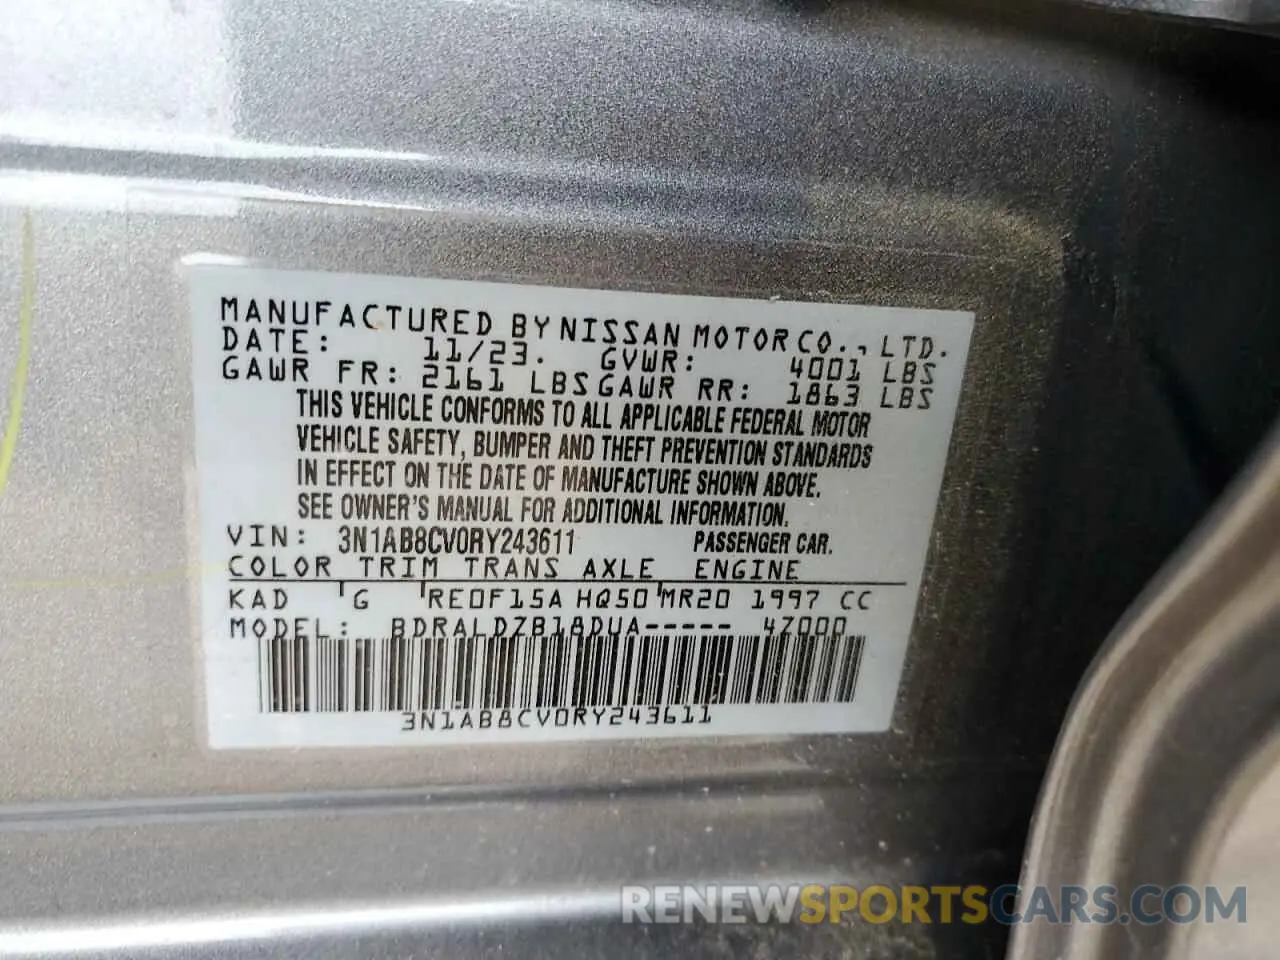 MANUFACTURED BY NISSAN MOTOR CO., LTD.
DATE: 11/23. GVWR: 4001 LBS
GAWR FR: 2161 LBS GAWR RR: 1863 LBS
THIS VEHICLE CONFORMS TO ALL APPLICABLE FEDERAL MOTOR
VEHICLE SAFETY, BUMPER AND THEFT PREVENTION STANDARDS
IN EFFECT ON THE DATE OF MANUFACTURE SHOWN ABOVE.
SEE OWNER'S MANUAL FOR ADDITIONAL INFORMATION.
VIN: 3N1AB8CV0RY243611 PASSENGER CAR.
COLOR TRIM TRANS AXLE ENGINE
KAD G RE0F15A HQ50 MR20 1997 CC
MODEL: BDRALDZB18DUA----- 4Z000
3N1AB8CV0RY243611
RENEWSPORTSCARS.COM